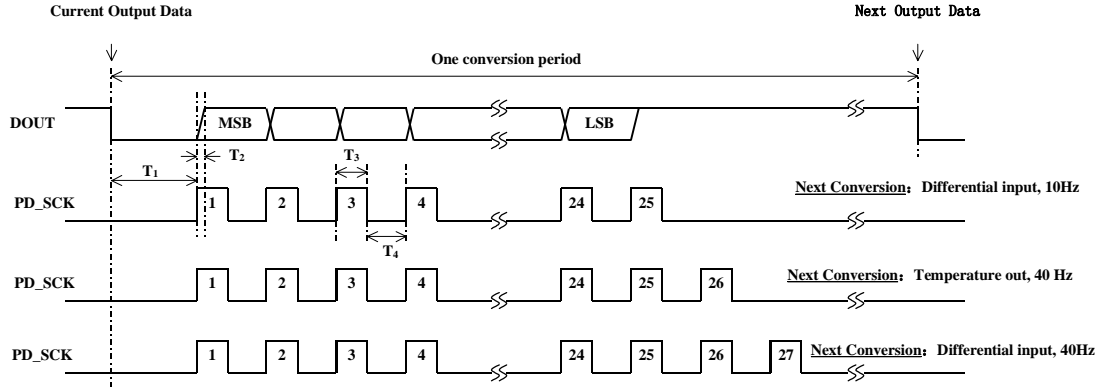 Current Output Data
Next Output Data
One conversion period
DOUT
MSB
LSB
T1
T2
T3
PD_SCK
1 2 3 4 24 25
Next Conversion：Differential input, 10Hz
T4
PD_SCK
1 2 3 4 24 25 26
Next Conversion：Temperature out, 40 Hz
PD_SCK
1 2 3 4 24 25 26 27
Next Conversion：Differential input, 40Hz